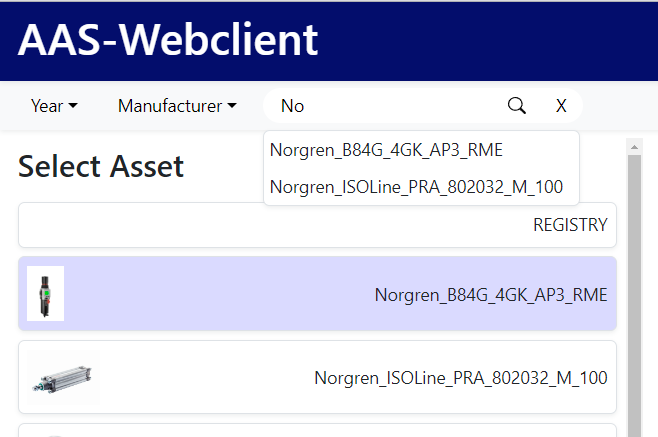 AAS-Webclient
Year Manufacturer No X
Norgren_B84G_4GK_AP3_RME
Norgren_ISOLine_PRA_802032_M_100
Select Asset
REGISTRY
Norgren_B84G_4GK_AP3_RME
Norgren_ISOLine_PRA_802032_M_100